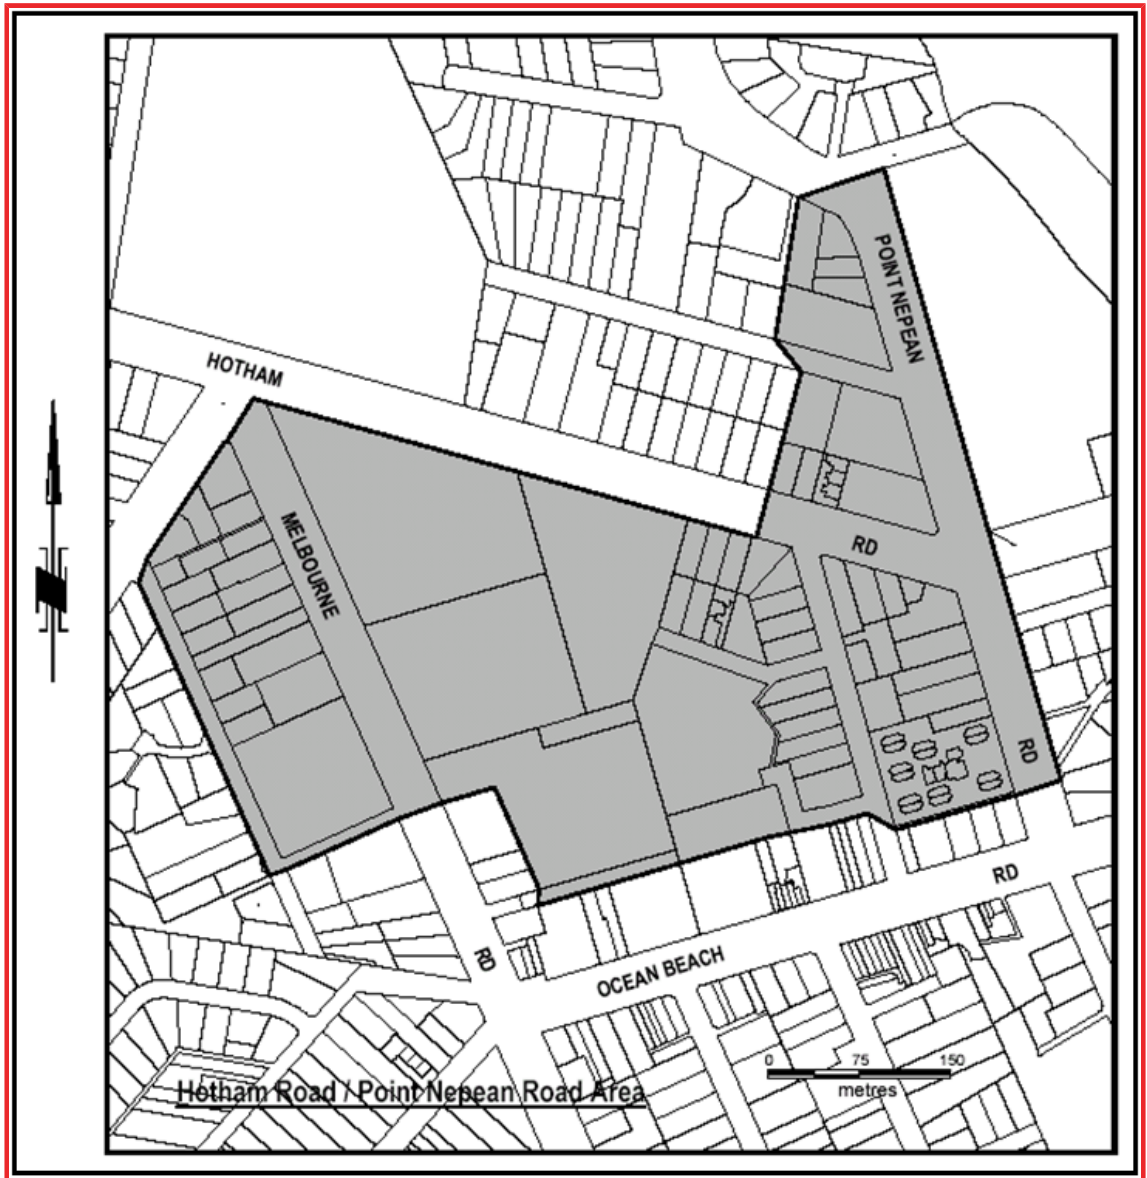 POINT NEPEAN
HOTHAM
MELBOURNE
RD
RD
RD
RD
OCEAN BEACH
0 75 150
metres
Hotham Road / Point Nepean Road Area